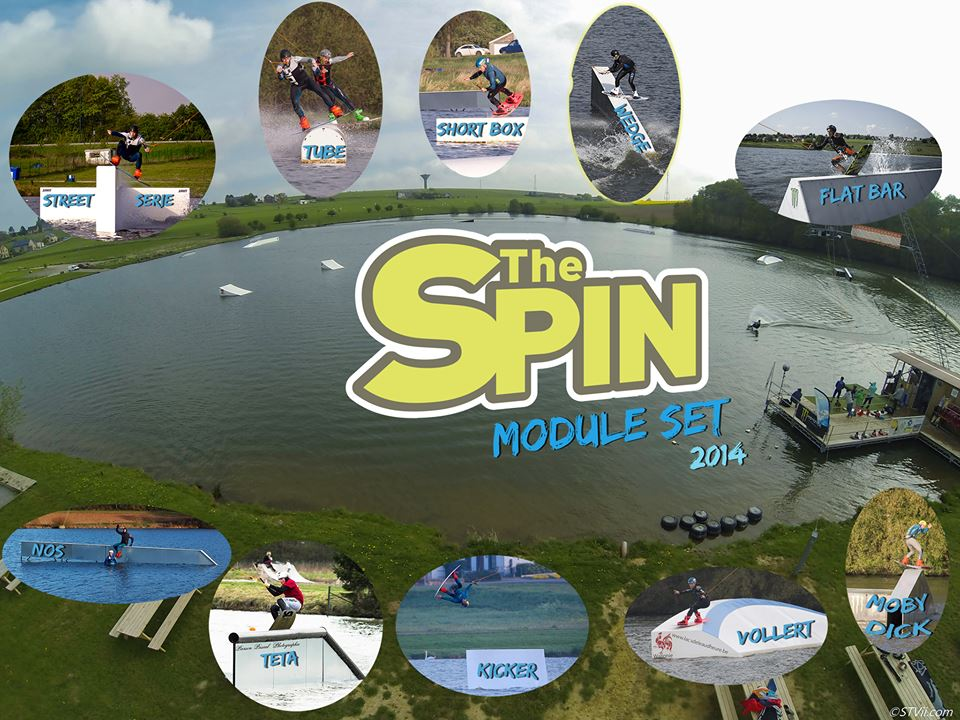 TUBE
SHORT BOX
WEDGE
STREET SERIE
FLAT BAR
The
SPIN
MODULE SET
2014
NOS
TETA
KICKER
VOLLERT
MOBY
DICK
©STVii.com